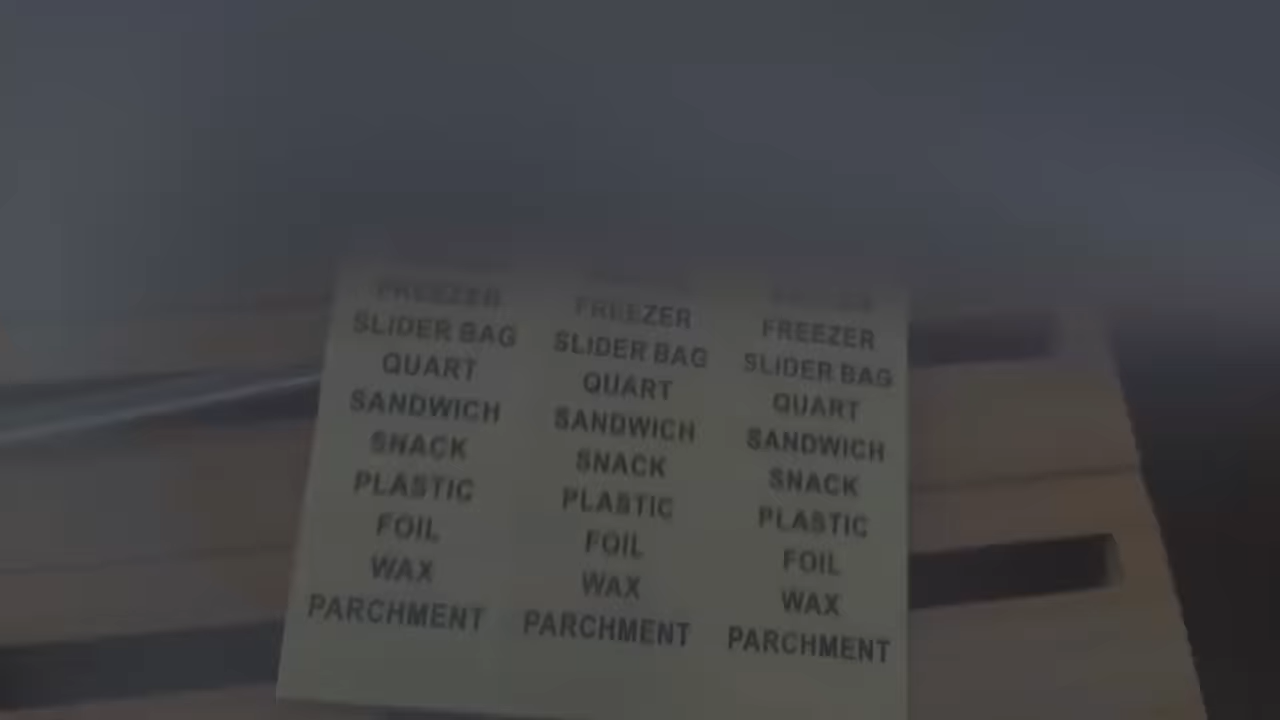 FREEZER FREEZER FREEZER
SLIDER BAG SLIDER BAG SLIDER BAG
QUART QUART QUART
SANDWICH SANDWICH SANDWICH
SNACK SNACK SNACK
PLASTIC PLASTIC PLASTIC
FOIL FOIL FOIL
WAX WAX WAX
PARCHMENT PARCHMENT PARCHMENT